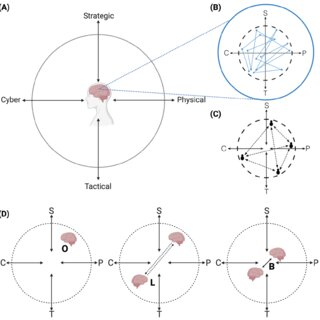 (A)
Strategic
Cyber
Physical
Tactical
(B)
S
C
P
T
(C)
S
C
P
T
(D)
S
C
P
T
O
S
C
P
T
L
S
C
P
T
B